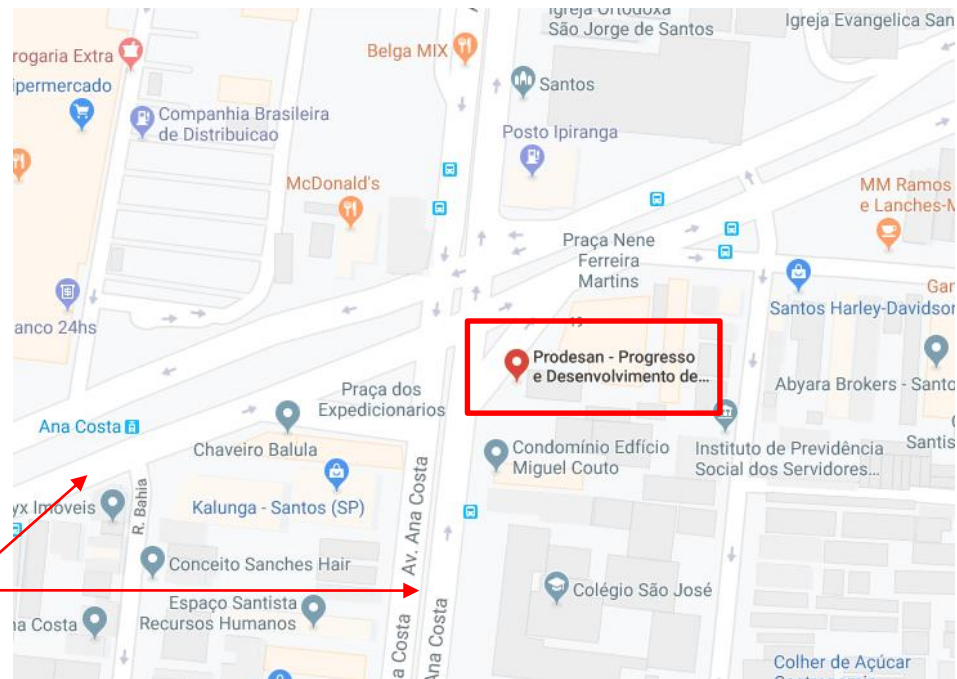 Igreja Ortodoxa
São Jorge de Santos
Igreja Evangelica San
rogaria Extra
Belga MIX
ipermercado
Santos
Companhia Brasileira
de Distribuicao
Posto Ipiranga
McDonald's
MM Ramos
e Lanches-M
Praça Nene
Ferreira
Martins
Gar
Santos Harley-Davidson
anco 24hs
Prodesan - Progresso
e Desenvolvimento de...
Praça dos
Expedicionarios
Abyara Brokers - Santo
Ana Costa
Chaveiro Balula
Condomínio Edfício
Miguel Couto
Instituto de Previdência
Social dos Servidores...
Santis
yx Imóveis
R. Bahia
Kalunga - Santos (SP)
Av. Ana Costa
Conceito Sanches Hair
Colégio São José
Espaço Santista
Recursos Humanos
na Costa
a Costa
Ana Costa
Colher de Açúcar